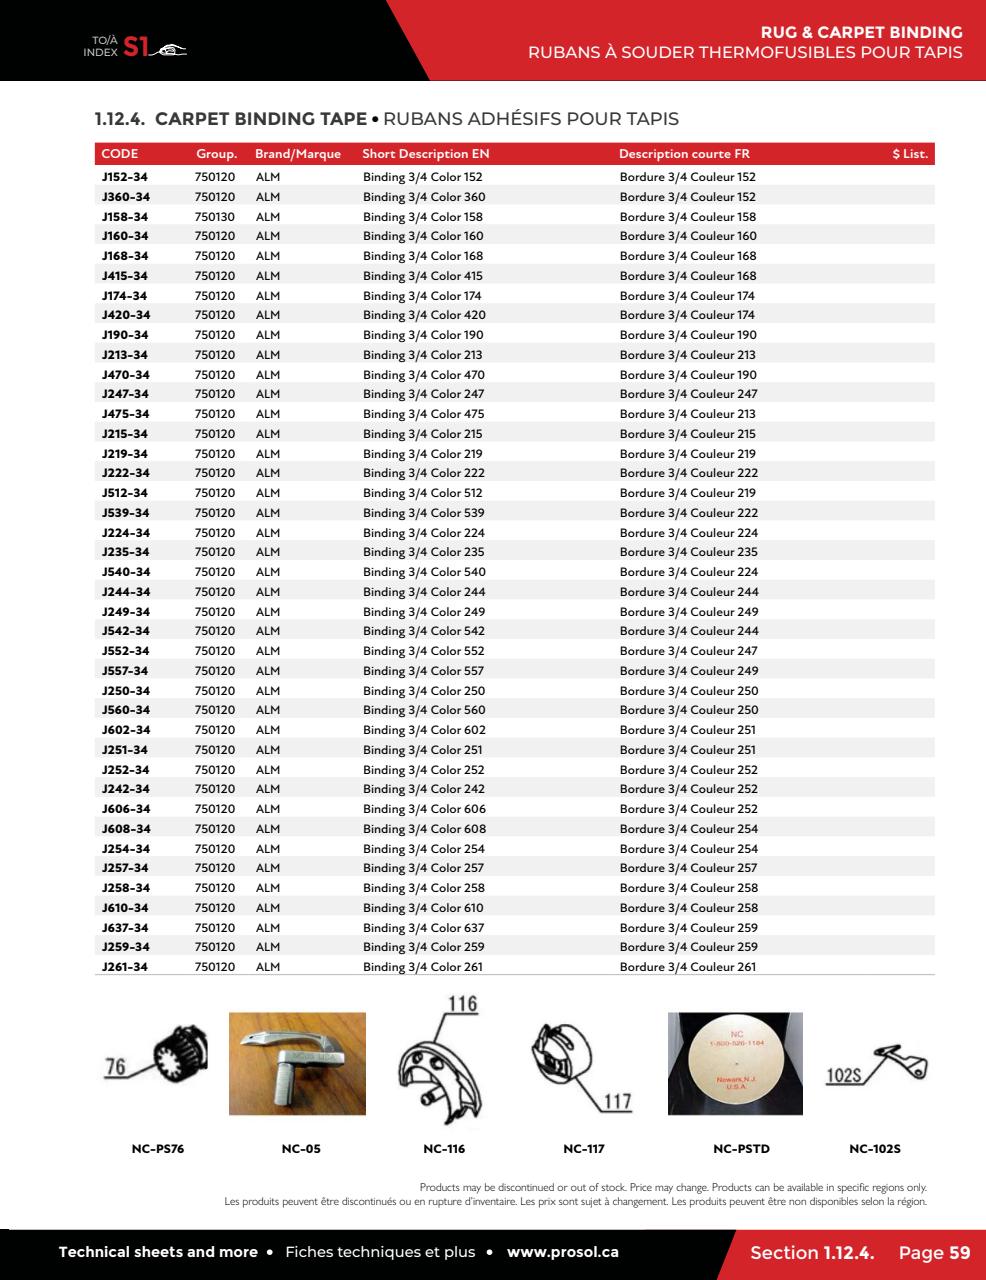 TO/À
INDEX S1
RUG & CARPET BINDING
RUBANS À SOUDER THERMOFUSIBLES POUR TAPIS
1.12.4. CARPET BINDING TAPE • RUBANS ADHÉSIFS POUR TAPIS
CODE Group. Brand/Marque Short Description EN Description courte FR $ List.
J152-34 750120 ALM Binding 3/4 Color 152 Bordure 3/4 Couleur 152
J360-34 750120 ALM Binding 3/4 Color 360 Bordure 3/4 Couleur 152
J158-34 750130 ALM Binding 3/4 Color 158 Bordure 3/4 Couleur 158
J160-34 750120 ALM Binding 3/4 Color 160 Bordure 3/4 Couleur 160
J168-34 750120 ALM Binding 3/4 Color 168 Bordure 3/4 Couleur 168
J415-34 750120 ALM Binding 3/4 Color 415 Bordure 3/4 Couleur 168
J174-34 750120 ALM Binding 3/4 Color 174 Bordure 3/4 Couleur 174
J420-34 750120 ALM Binding 3/4 Color 420 Bordure 3/4 Couleur 174
J190-34 750120 ALM Binding 3/4 Color 190 Bordure 3/4 Couleur 190
J213-34 750120 ALM Binding 3/4 Color 213 Bordure 3/4 Couleur 213
J470-34 750120 ALM Binding 3/4 Color 470 Bordure 3/4 Couleur 190
J247-34 750120 ALM Binding 3/4 Color 247 Bordure 3/4 Couleur 247
J475-34 750120 ALM Binding 3/4 Color 475 Bordure 3/4 Couleur 213
J215-34 750120 ALM Binding 3/4 Color 215 Bordure 3/4 Couleur 215
J219-34 750120 ALM Binding 3/4 Color 219 Bordure 3/4 Couleur 219
J222-34 750120 ALM Binding 3/4 Color 222 Bordure 3/4 Couleur 222
J512-34 750120 ALM Binding 3/4 Color 512 Bordure 3/4 Couleur 219
J539-34 750120 ALM Binding 3/4 Color 539 Bordure 3/4 Couleur 222
J224-34 750120 ALM Binding 3/4 Color 224 Bordure 3/4 Couleur 224
J235-34 750120 ALM Binding 3/4 Color 235 Bordure 3/4 Couleur 235
J540-34 750120 ALM Binding 3/4 Color 540 Bordure 3/4 Couleur 224
J244-34 750120 ALM Binding 3/4 Color 244 Bordure 3/4 Couleur 244
J249-34 750120 ALM Binding 3/4 Color 249 Bordure 3/4 Couleur 249
J542-34 750120 ALM Binding 3/4 Color 542 Bordure 3/4 Couleur 244
J552-34 750120 ALM Binding 3/4 Color 552 Bordure 3/4 Couleur 247
J557-34 750120 ALM Binding 3/4 Color 557 Bordure 3/4 Couleur 249
J250-34 750120 ALM Binding 3/4 Color 250 Bordure 3/4 Couleur 250
J560-34 750120 ALM Binding 3/4 Color 560 Bordure 3/4 Couleur 250
J602-34 750120 ALM Binding 3/4 Color 602 Bordure 3/4 Couleur 251
J251-34 750120 ALM Binding 3/4 Color 251 Bordure 3/4 Couleur 251
J252-34 750120 ALM Binding 3/4 Color 252 Bordure 3/4 Couleur 252
J242-34 750120 ALM Binding 3/4 Color 242 Bordure 3/4 Couleur 252
J606-34 750120 ALM Binding 3/4 Color 606 Bordure 3/4 Couleur 252
J608-34 750120 ALM Binding 3/4 Color 608 Bordure 3/4 Couleur 254
J254-34 750120 ALM Binding 3/4 Color 254 Bordure 3/4 Couleur 254
J257-34 750120 ALM Binding 3/4 Color 257 Bordure 3/4 Couleur 257
J258-34 750120 ALM Binding 3/4 Color 258 Bordure 3/4 Couleur 258
J610-34 750120 ALM Binding 3/4 Color 610 Bordure 3/4 Couleur 258
J637-34 750120 ALM Binding 3/4 Color 637 Bordure 3/4 Couleur 259
J259-34 750120 ALM Binding 3/4 Color 259 Bordure 3/4 Couleur 259
J261-34 750120 ALM Binding 3/4 Color 261 Bordure 3/4 Couleur 261
76
116
117
NC
1-800-526-1184
Newark, N.J.
U.S.A.
102S
NC-PS76 NC-05 NC-116 NC-117 NC-PSTD NC-102S
Products may be discontinued or out of stock. Price may change. Products can be available in specific regions only.
Les produits peuvent être discontinués ou en rupture d'inventaire. Les prix sont sujet à changement. Les produits peuvent être non disponibles selon la région.
Technical sheets and more • Fiches techniques et plus • www.prosol.ca
Section 1.12.4. Page 59